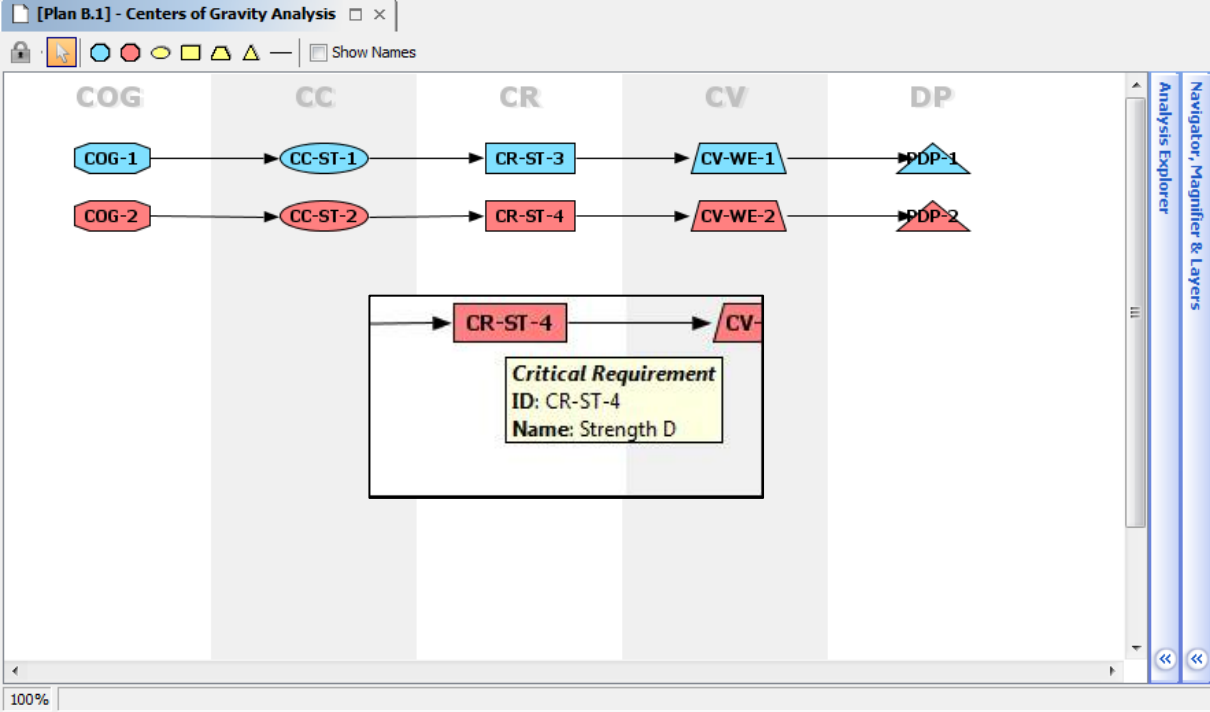 [Plan B.1] - Centers of Gravity Analysis
Show Names
COG CC CR CV DP
COG-1 CC-ST-1 CR-ST-3 CV-WE-1 PDP-1
COG-2 CC-ST-2 CR-ST-4 CV-WE-2 PDP-2
CR-ST-4 CV-
Critical Requirement
ID: CR-ST-4
Name: Strength D
Analysis Explorer
Navigator, Magnifier & Layers
100%